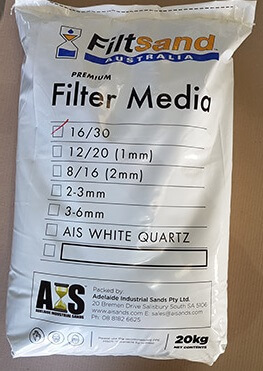 Filtsand
AUSTRALIA
PREMIUM
Filter Media
16/30
12/20 (1mm)
8/16 (2mm)
2-3mm
3-6mm
AIS WHITE QUARTZ
AIS
ADELAIDE INDUSTRIAL SANDS
Packed by:
Adelaide Industrial Sands Pty Ltd.
20 Bremen Drive Salisbury South SA 5106
www.aisands.com E: sales@aisands.com
Ph: 08 8182 6625
20kg
NET CONTENTS